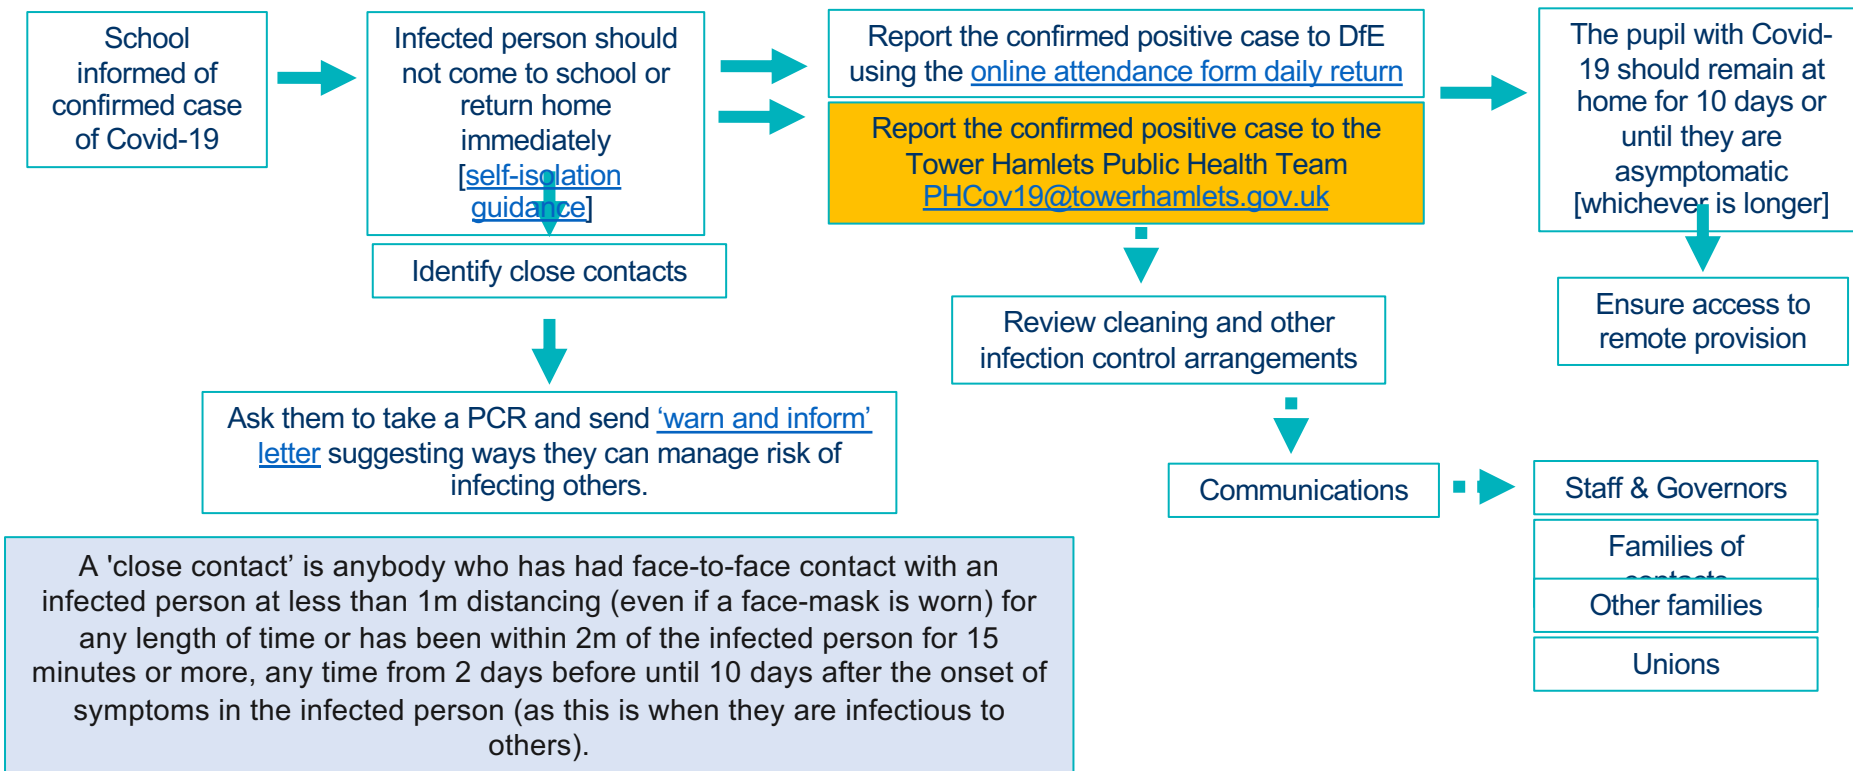 School
informed of
confirmed case
of Covid-19
Infected person should
not come to school or
return home
immediately
[self-isolation
guidance]
Report the confirmed positive case to DfE
using the online attendance form daily return
Report the confirmed positive case to the
Tower Hamlets Public Health Team
PHCov19@towerhamlets.gov.uk
The pupil with Covid-
19 should remain at
home for 10 days or
until they are
asymptomatic
[whichever is longer]
Identify close contacts
Ensure access to
remote provision
Review cleaning and other
infection control arrangements
Ask them to take a PCR and send ‘warn and inform’
letter suggesting ways they can manage risk of
infecting others.
Communications
Staff & Governors
Families of
contacts
Other families
Unions
A 'close contact’ is anybody who has had face-to-face contact with an
infected person at less than 1m distancing (even if a face-mask is worn) for
any length of time or has been within 2m of the infected person for 15
minutes or more, any time from 2 days before until 10 days after the onset of
symptoms in the infected person (as this is when they are infectious to
others).